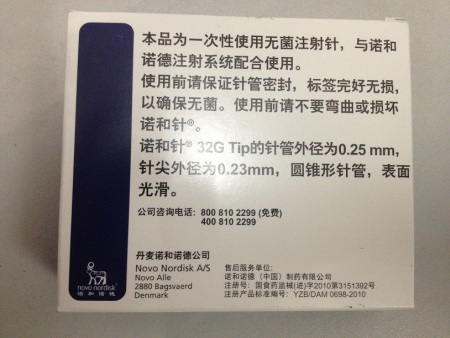 本品为一次性使用无菌注射针，与诺和
诺德注射系统配合使用。
使用前请保证针管密封，标签完好无损，
以确保无菌。使用前请不要弯曲或损坏
诺和针®。
诺和针® 32G Tip的针管外径为0.25 mm，
针尖外径为0.23mm，圆锥形针管，表面
光滑。
公司咨询电话: 800 810 2299 (免费)
400 810 2299
丹麦诺和诺德公司
Novo Nordisk A/S
Novo Alle
2880 Bagsvaerd
Denmark
售后服务单位:
诺和诺德（中国）制药有限公司
注册号: 国食药监械(进)字2010第3151392号
注册产品标准编号: YZB/DAM 0698-2010
novo nordisk
诺和诺德